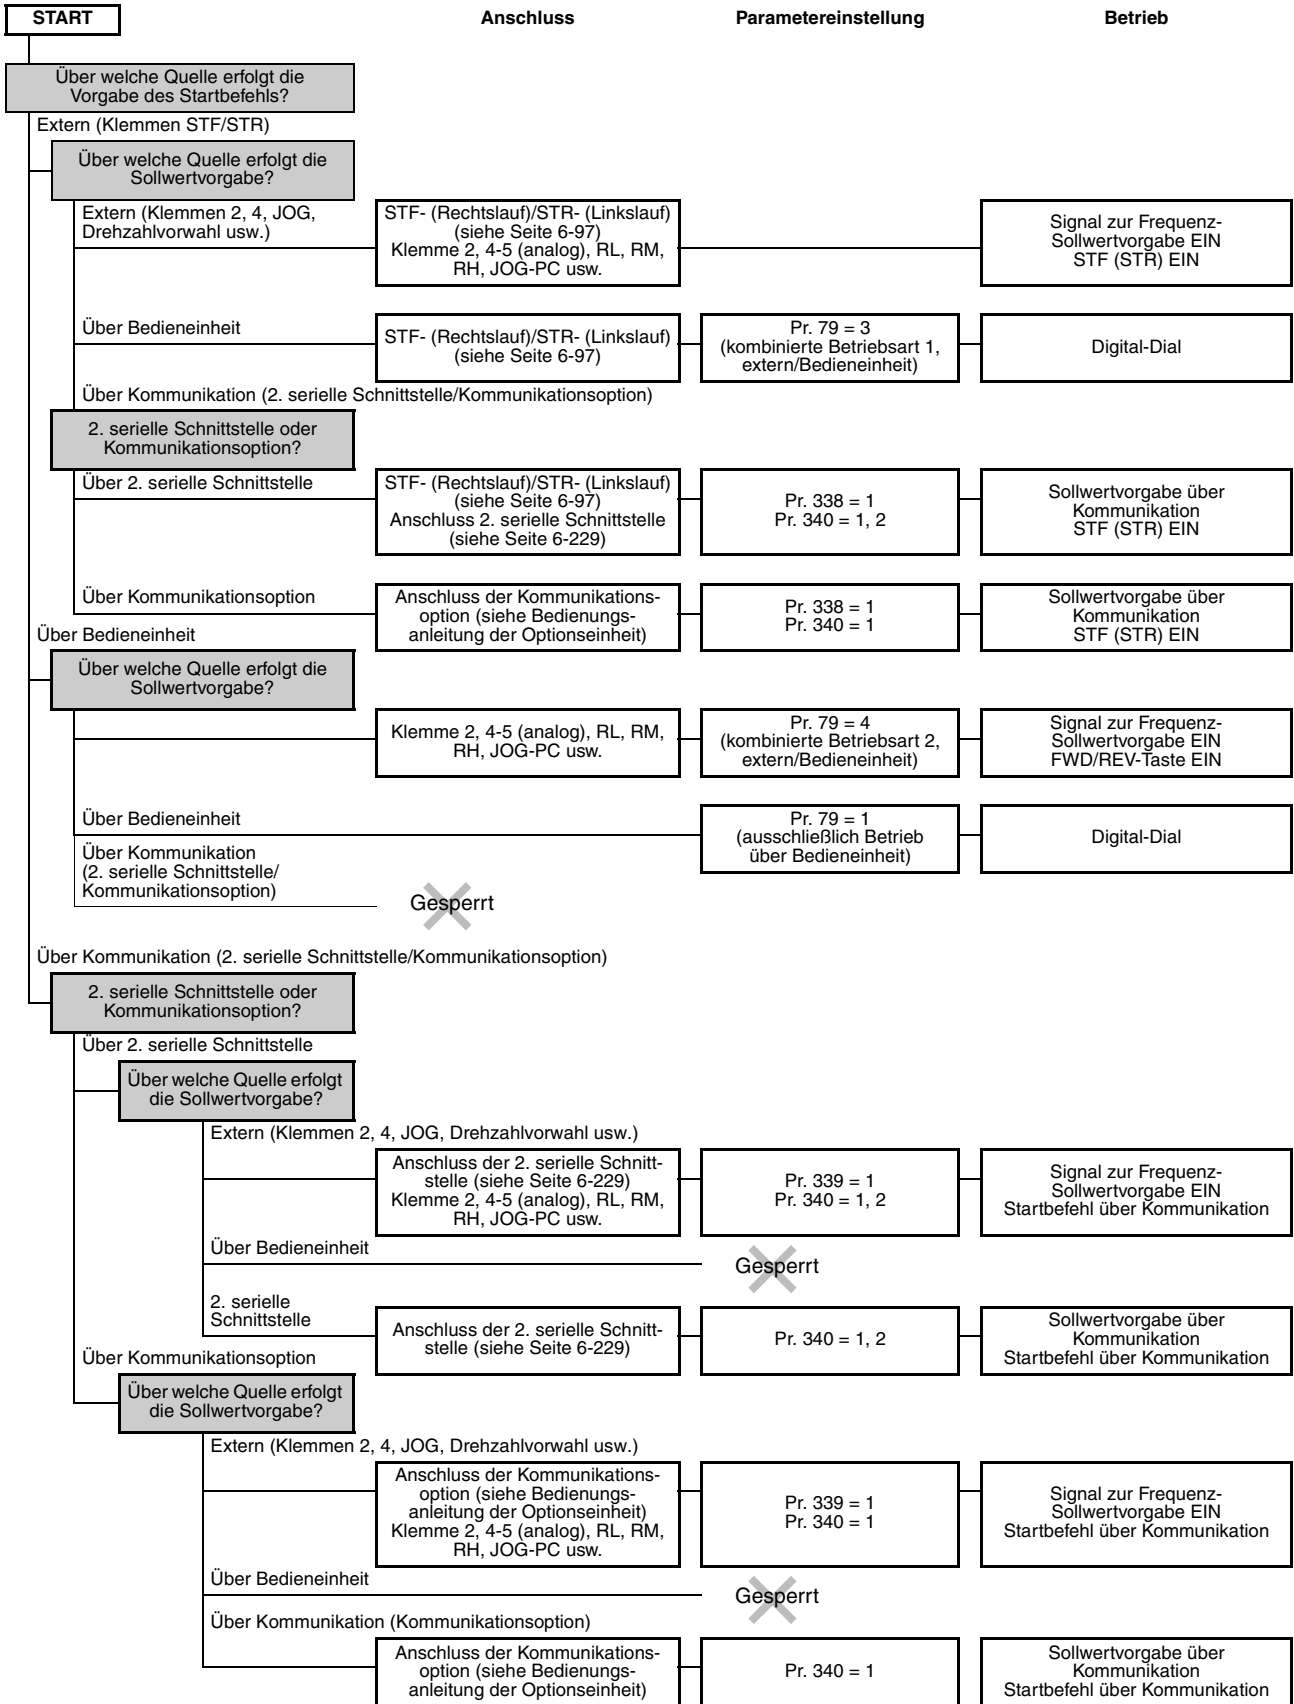 START
Anschluss
Parametereinstellung
Betrieb
Über welche Quelle erfolgt die
Vorgabe des Startbefehls?
Extern (Klemmen STF/STR)
Über welche Quelle erfolgt die
Sollwertvorgabe?
Extern (Klemmen 2, 4, JOG,
Drehzahlvorwahl usw.)
STF- (Rechtslauf)/STR- (Linkslauf)
(siehe Seite 6-97)
Klemme 2, 4-5 (analog), RL, RM,
RH, JOG-PC usw.
Signal zur Frequenz-
Sollwertvorgabe EIN
STF (STR) EIN
Über Bedieneinheit
STF- (Rechtslauf)/STR- (Linkslauf)
(siehe Seite 6-97)
Pr. 79 = 3
(kombinierte Betriebsart 1,
extern/Bedieneinheit)
Digital-Dial
Über Kommunikation (2. serielle Schnittstelle/Kommunikationsoption)
2. serielle Schnittstelle oder
Kommunikationsoption?
Über 2. serielle Schnittstelle
STF- (Rechtslauf)/STR- (Linkslauf)
(siehe Seite 6-97)
Anschluss 2. serielle Schnittstelle
(siehe Seite 6-229)
Pr. 338 = 1
Pr. 340 = 1, 2
Sollwertvorgabe über
Kommunikation
STF (STR) EIN
Über Kommunikationsoption
Anschluss der Kommunikations-
option (siehe Bedienungs-
anleitung der Optionseinheit)
Pr. 338 = 1
Pr. 340 = 1
Sollwertvorgabe über
Kommunikation
STF (STR) EIN
Über Bedieneinheit
Über welche Quelle erfolgt die
Sollwertvorgabe?
Klemme 2, 4-5 (analog), RL, RM,
RH, JOG-PC usw.
Pr. 79 = 4
(kombinierte Betriebsart 2,
extern/Bedieneinheit)
Signal zur Frequenz-
Sollwertvorgabe EIN
FWD/REV-Taste EIN
Über Bedieneinheit
Pr. 79 = 1
(ausschließlich Betrieb
über Bedieneinheit)
Digital-Dial
Über Kommunikation
(2. serielle Schnittstelle/
Kommunikationsoption)
Gesperrt
Über Kommunikation (2. serielle Schnittstelle/Kommunikationsoption)
2. serielle Schnittstelle oder
Kommunikationsoption?
Über 2. serielle Schnittstelle
Über welche Quelle erfolgt
die Sollwertvorgabe?
Extern (Klemmen 2, 4, JOG, Drehzahlvorwahl usw.)
Anschluss der 2. serielle Schnitt-
stelle (siehe Seite 6-229)
Klemme 2, 4-5 (analog), RL, RM,
RH, JOG-PC usw.
Pr. 339 = 1
Pr. 340 = 1, 2
Signal zur Frequenz-
Sollwertvorgabe EIN
Startbefehl über Kommunikation
Über Bedieneinheit
Gesperrt
2. serielle
Schnittstelle
Anschluss der 2. serielle Schnitt-
stelle (siehe Seite 6-229)
Pr. 340 = 1, 2
Sollwertvorgabe über
Kommunikation
Startbefehl über Kommunikation
Über Kommunikationsoption
Über welche Quelle erfolgt
die Sollwertvorgabe?
Extern (Klemmen 2, 4, JOG, Drehzahlvorwahl usw.)
Anschluss der Kommunikations-
option (siehe Bedienungs-
anleitung der Optionseinheit)
Klemme 2, 4-5 (analog), RL, RM,
RH, JOG-PC usw.
Pr. 339 = 1
Pr. 340 = 1
Signal zur Frequenz-
Sollwertvorgabe EIN
Startbefehl über Kommunikation
Über Bedieneinheit
Gesperrt
Über Kommunikation (Kommunikationsoption)
Anschluss der Kommunikations-
option (siehe Bedienungs-
anleitung der Optionseinheit)
Pr. 340 = 1
Sollwertvorgabe über
Kommunikation
Startbefehl über Kommunikation